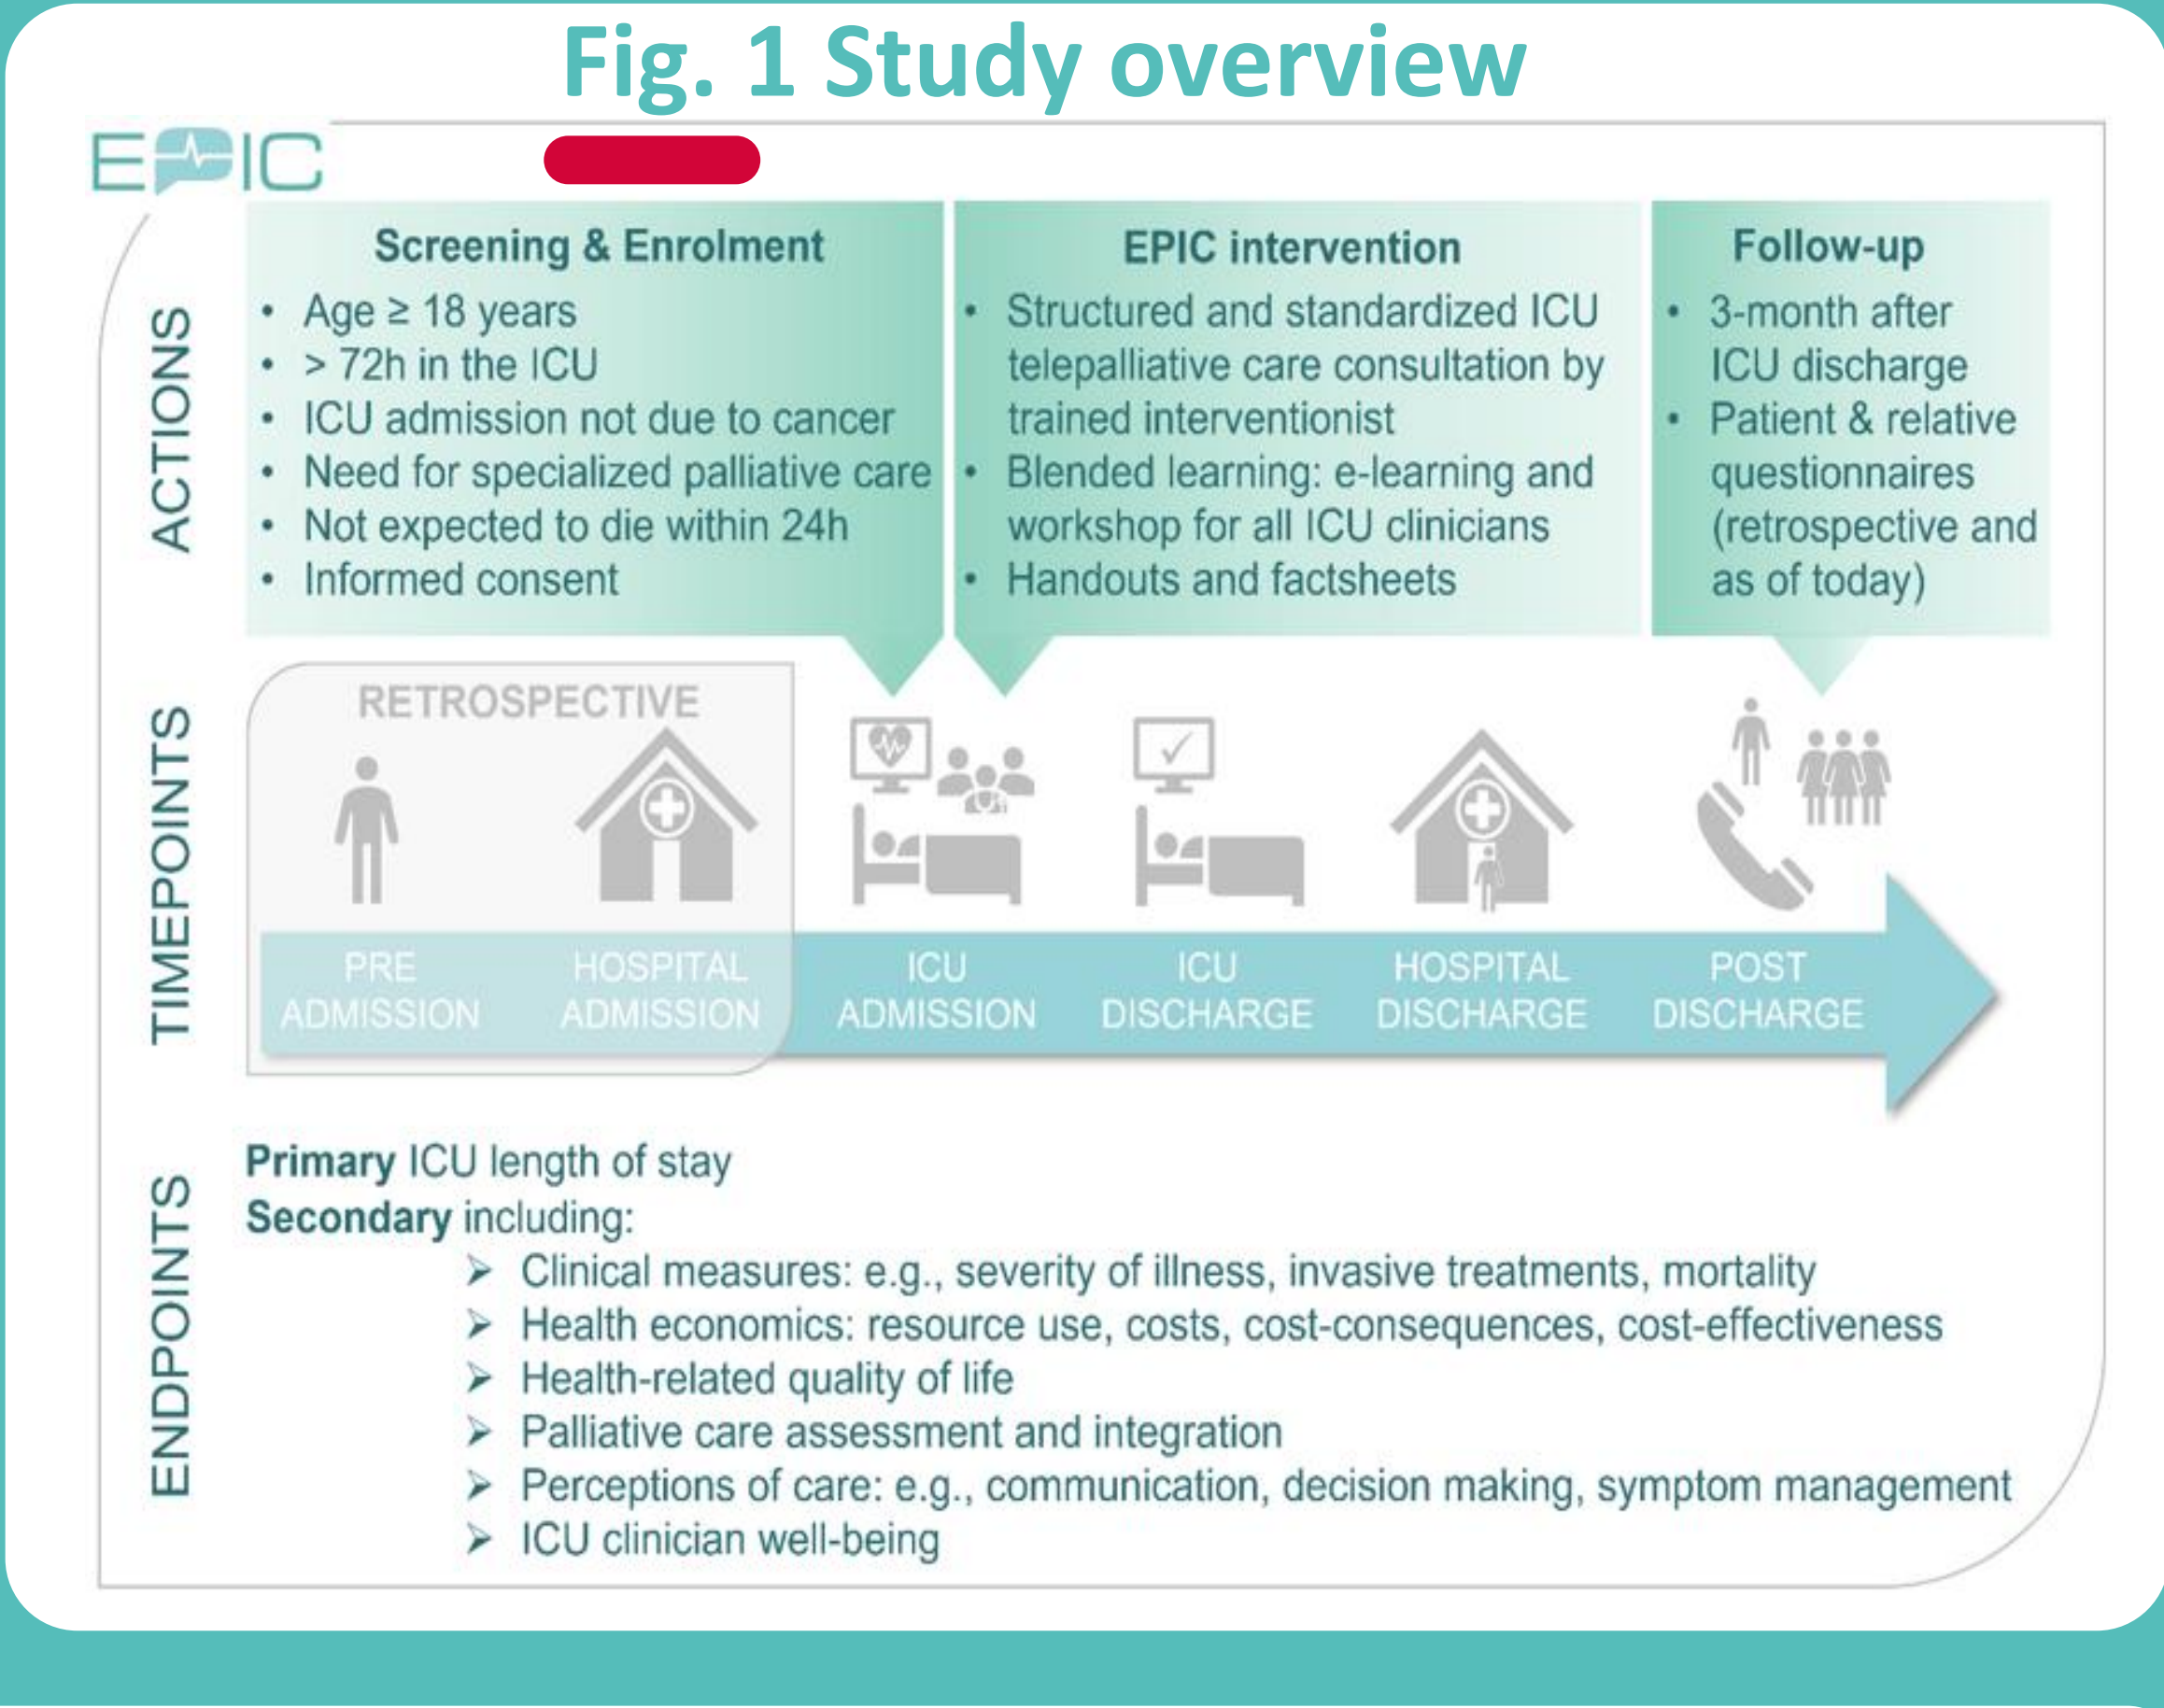 Fig. 1 Study overview
EPIC
ACTIONS
Screening & Enrolment
• Age ≥ 18 years
• > 72h in the ICU
• ICU admission not due to cancer
• Need for specialized palliative care
• Not expected to die within 24h
• Informed consent
EPIC intervention
• Structured and standardized ICU
telepalliative care consultation by
trained interventionist
• Blended learning: e-learning and
workshop for all ICU clinicians
• Handouts and factsheets
Follow-up
• 3-month after
ICU discharge
• Patient & relative
questionnaires
(retrospective and
as of today)
TIMEPOINTS
RETROSPECTIVE
PRE
ADMISSION
HOSPITAL
ADMISSION
ICU
ADMISSION
ICU
DISCHARGE
HOSPITAL
DISCHARGE
POST
DISCHARGE
ENDPOINTS
Primary ICU length of stay
Secondary including:
➢ Clinical measures: e.g., severity of illness, invasive treatments, mortality
➢ Health economics: resource use, costs, cost-consequences, cost-effectiveness
➢ Health-related quality of life
➢ Palliative care assessment and integration
➢ Perceptions of care: e.g., communication, decision making, symptom management
➢ ICU clinician well-being